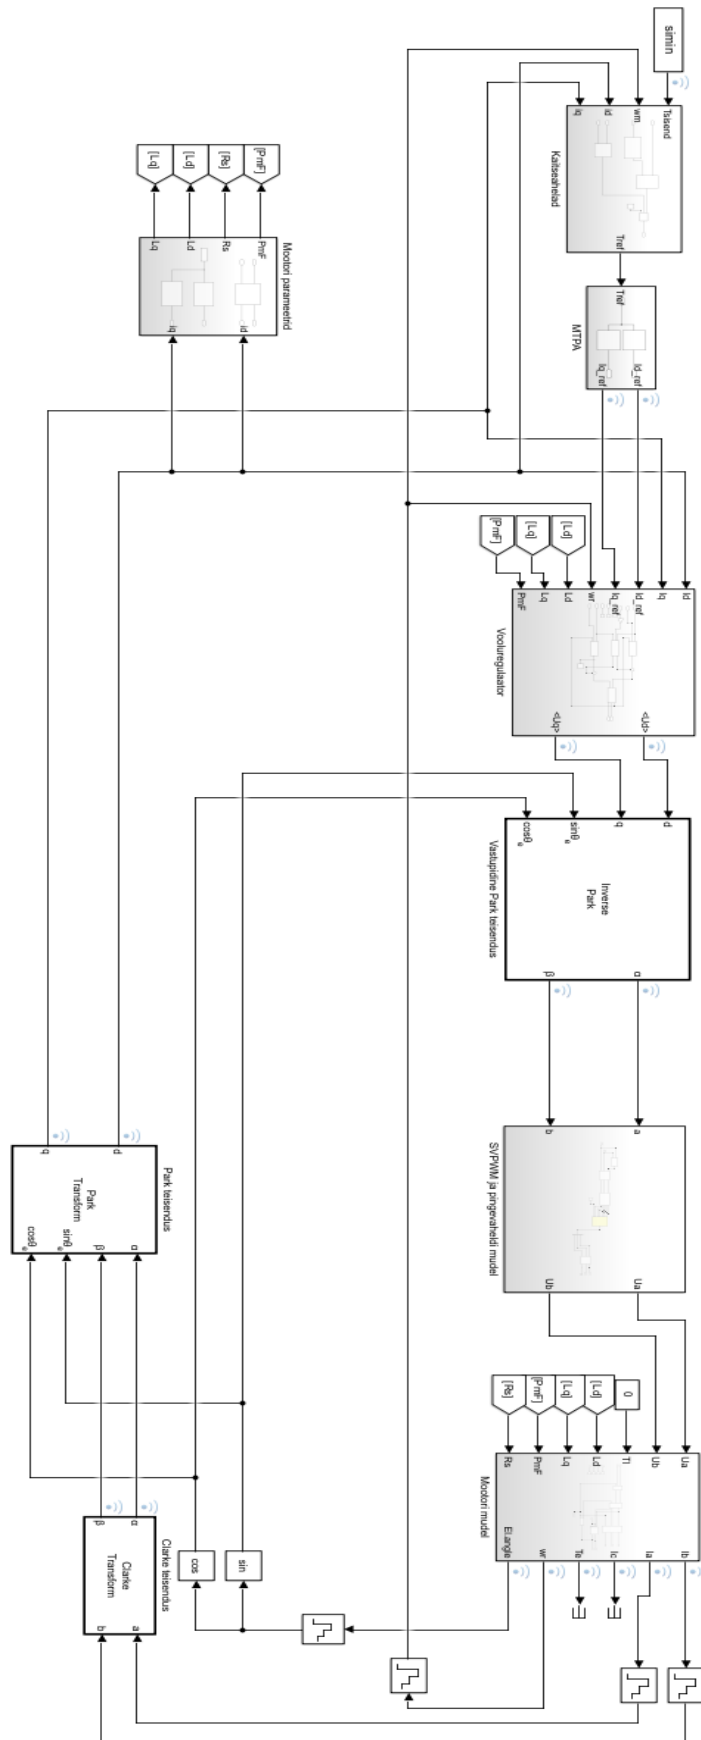 simin
Tsisend
wm
id
iq
Tref
Kaitseahelad
Tref
Id_ref
Iq_ref
MTPA
[PmF]
[Rs]
[Ld]
[Lq]
PmF
Rs
Ld
Lq
id
iq
Mootori parameetrid
[Ld]
[Lq]
[PmF]
Id
Iq
Id_ref
Iq_ref
wr
Ld
Lq
PmF
<Ud>
<Uq>
Vooluregulaator
d
q
sinθe
cosθe
Inverse
Park
α
β
Vastupidine Park teisendus
a
b
Ua
Ub
SVPWM ja pingevaheldi mudel
0
[Ld]
[Lq]
[PmF]
[Rs]
Ua
Ub
Tl
Ld
Lq
PmF
Rs
Ib
Ia
Ic
Te
wr
El.angle
Mootori mudel
Park teisendus
d
q
Park
Transform
α
β
sinθe
cosθe
sin
cos
Clarke teisendus
α
β
Clarke
Transform
a
b